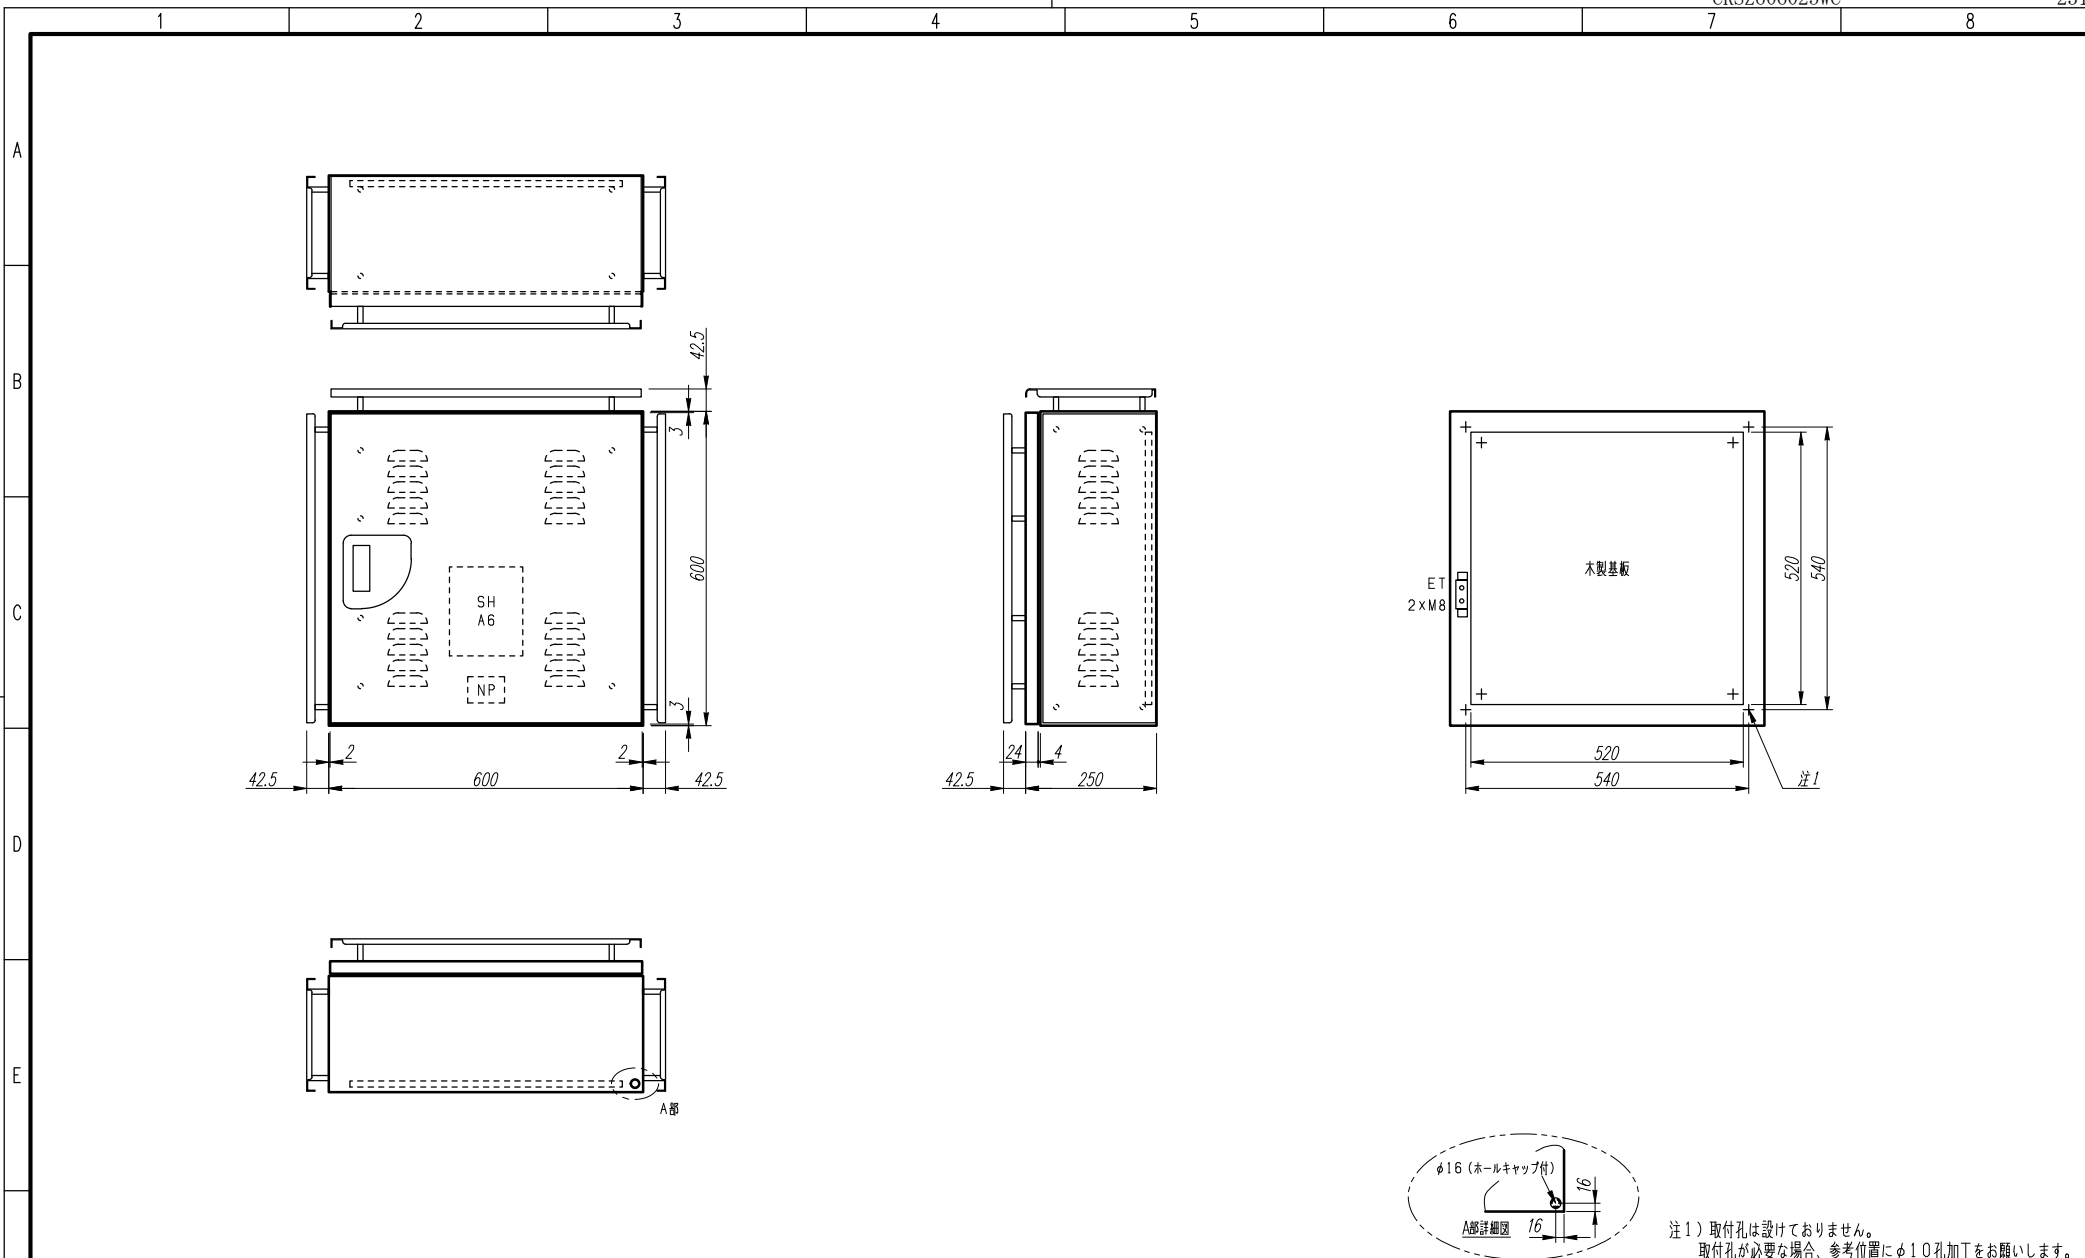 1 2 3 4 5 6 7 8
A
B
C
D
E
42.5
3
600
3
SH
A6
NP
2
2
42.5
600
42.5
24
4
42.5
250
ET
2×M8
木製基板
520
540
520
540
注1
A部
φ16(ホールキャップ付)
16
A部詳細図
16
注1)取付孔は設けておりません。
取付孔が必要な場合、参考位置にφ10孔加工をお願いします。